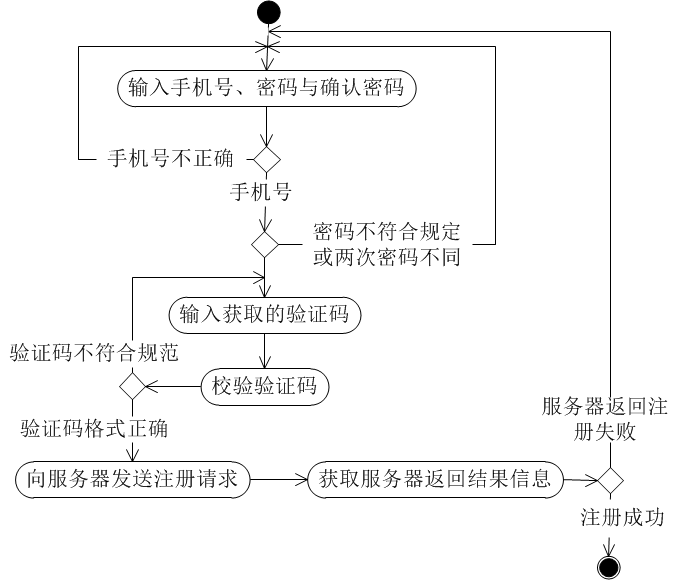 输入手机号、密码与确认密码
手机号不正确
手机号
密码不符合规定
或两次密码不同
输入获取的验证码
验证码不符合规范
校验验证码
服务器返回注
册失败
验证码格式正确
向服务器发送注册请求
获取服务器返回结果信息
注册成功